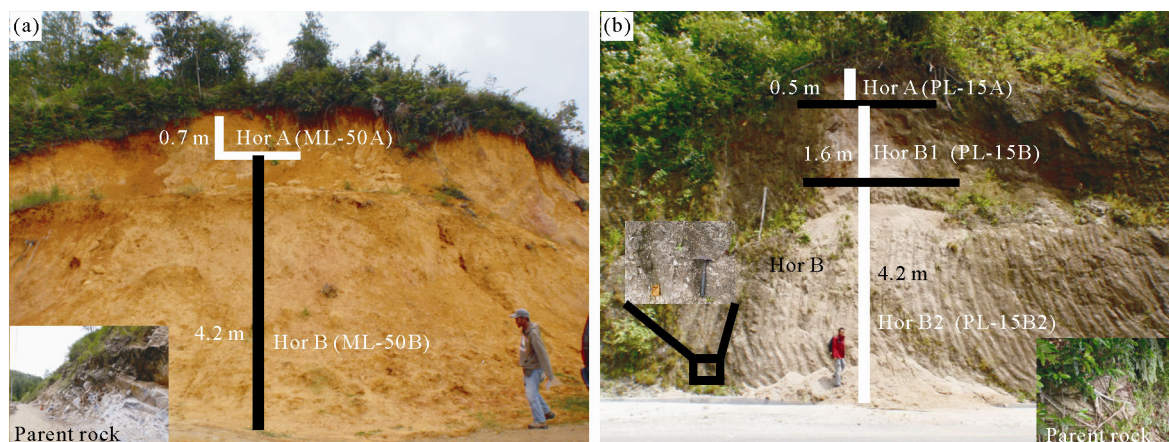 (a)
0.7 m Hor A (ML-50A)
4.2 m Hor B (ML-50B)
Parent rock
(b)
0.5 m Hor A (PL-15A)
1.6 m Hor B1 (PL-15B)
Hor B
4.2 m
Hor B2 (PL-15B2)
Parent rock